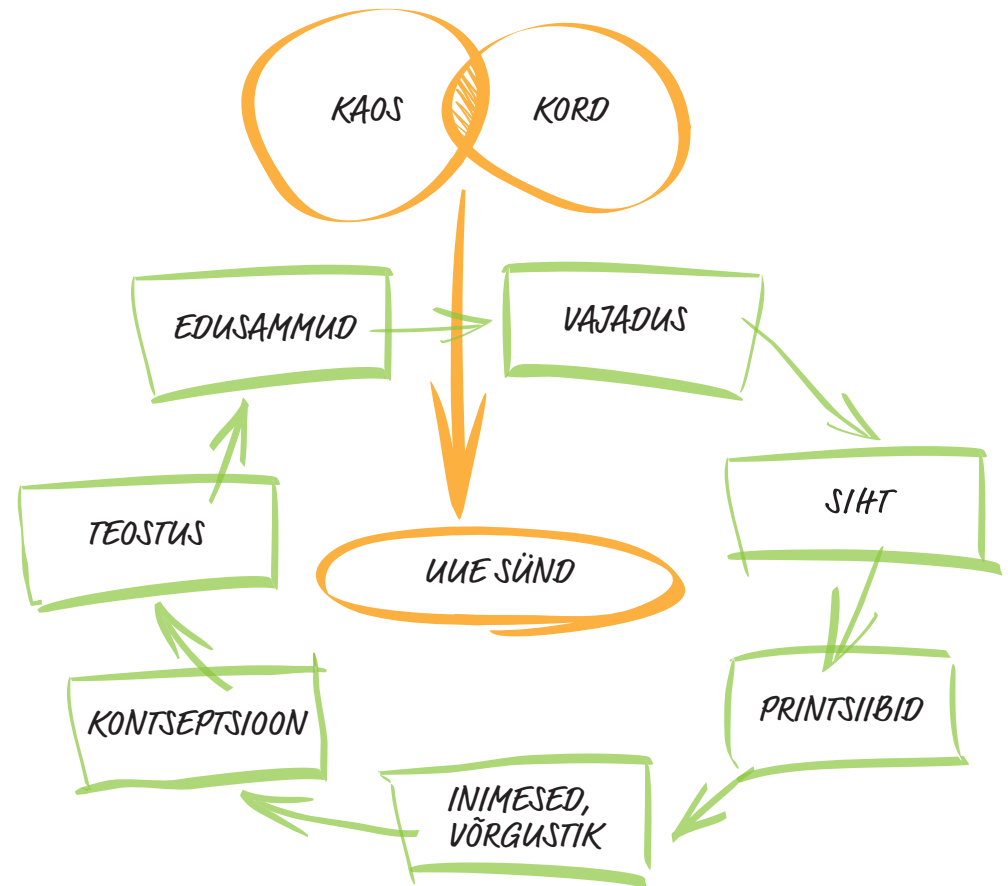 KAOS
KORD
EDUSAMMUD
VAJADUS
SIHT
TEOSTUS
UUE SÜND
PRINTSIIBID
KONTSEPTSIOON
INIMESED,
VÕRGUSTIK